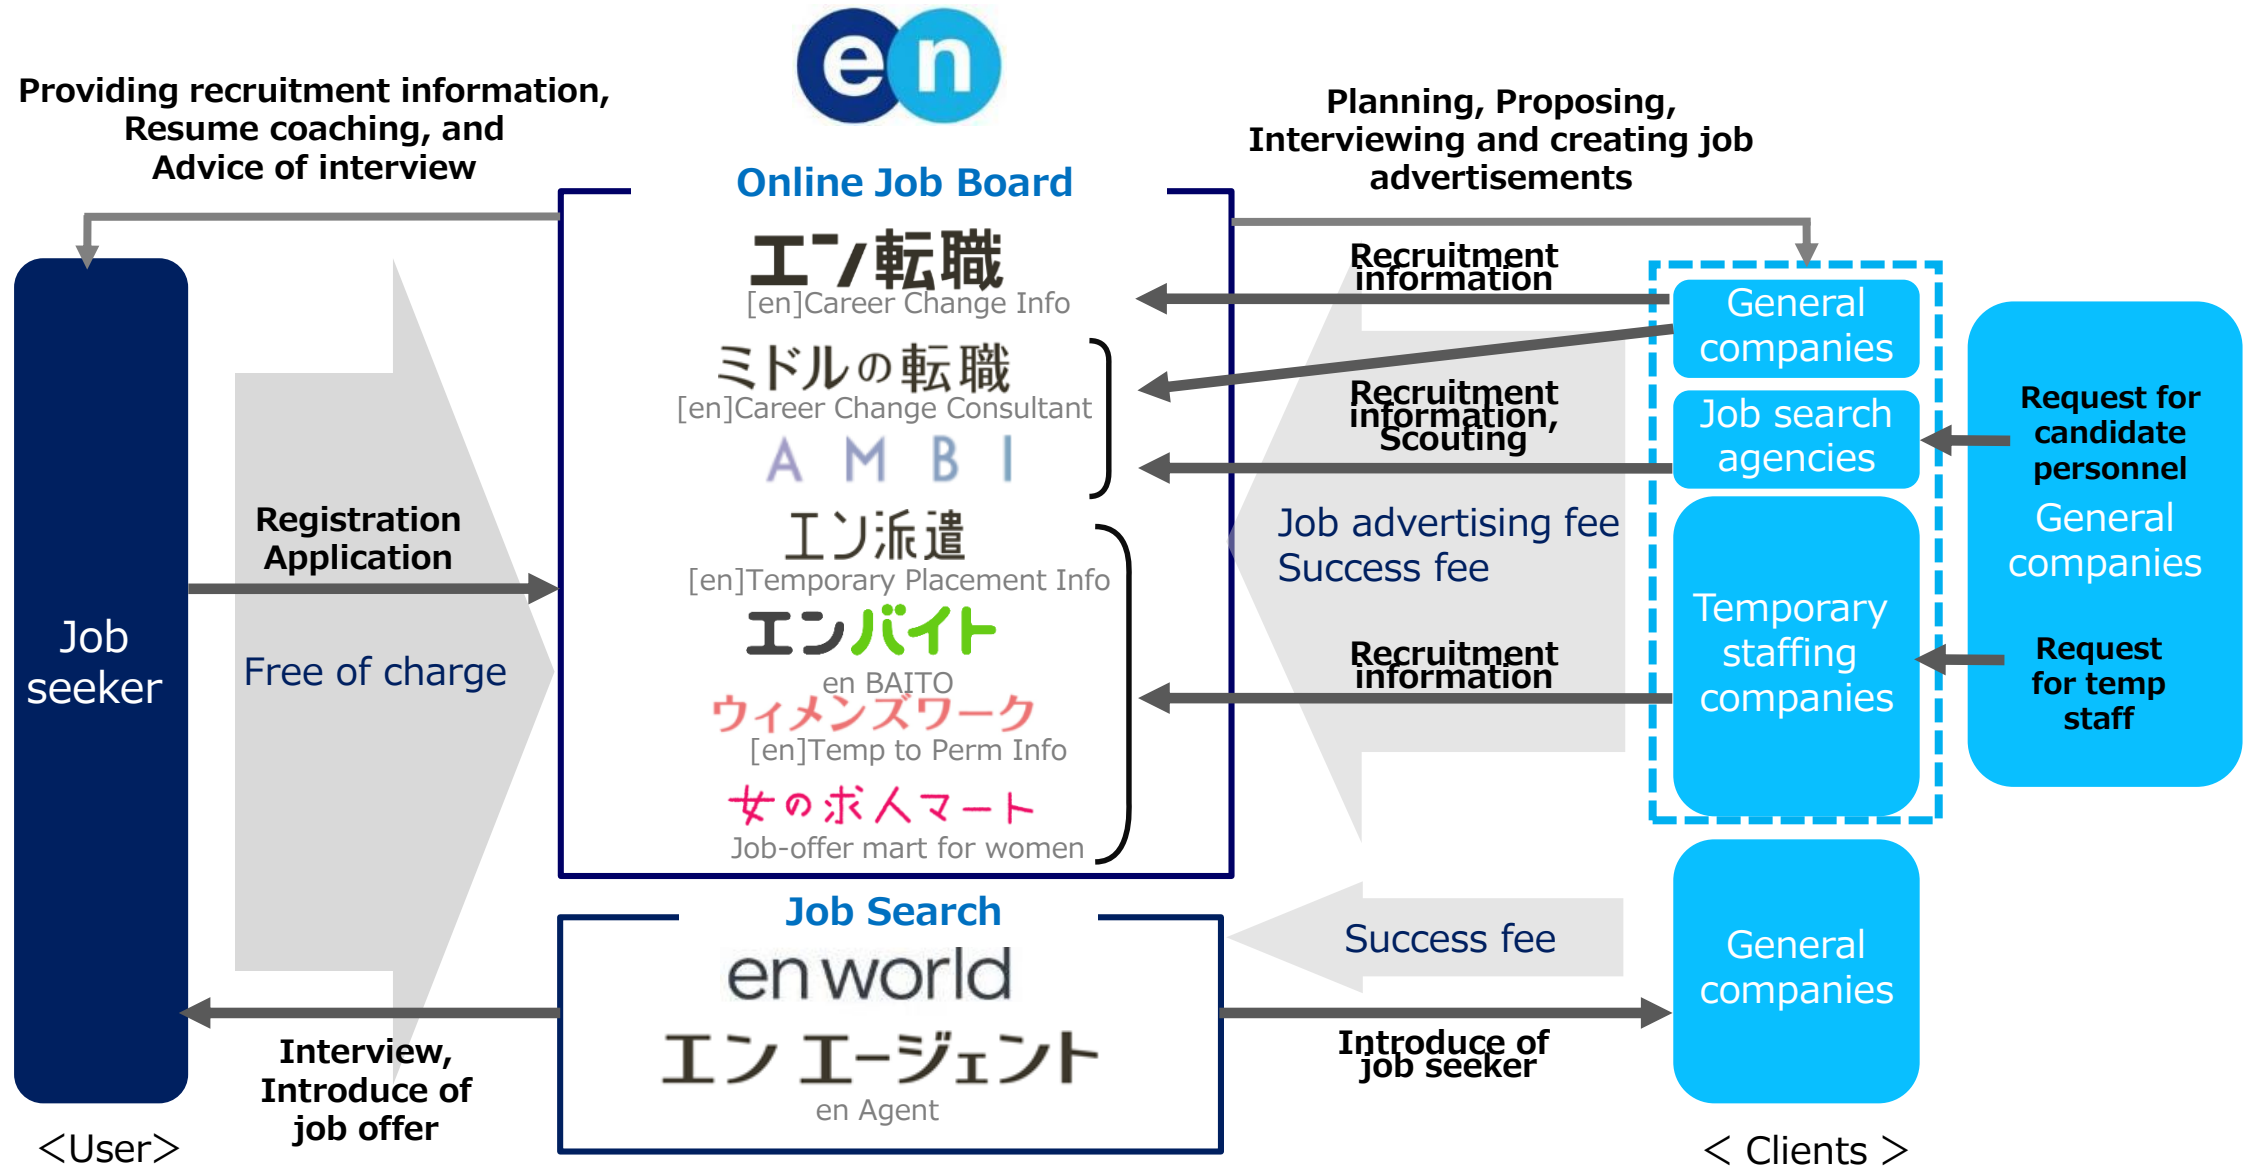 en
Providing recruitment information,
Resume coaching, and
Advice of interview
Planning, Proposing,
Interviewing and creating job
advertisements
Online Job Board
エン転職
[en]Career Change Info
ミドルの転職
[en]Career Change Consultant
AMBI
エン派遣
[en]Temporary Placement Info
エンバイト
en BAITO
ウィメンズワーク
[en]Temp to Perm Info
女の求人マート
Job-offer mart for women
Job seeker
Registration
Application
Free of charge
Recruitment
information
Recruitment
information,
Scouting
Job advertising fee
Success fee
Recruitment
information
General
companies
Job search
agencies
Temporary
staffing
companies
Request for
candidate
personnel
General
companies
Request
for temp
staff
Job Search
en world
エン エージェント
en Agent
Interview,
Introduce of
job offer
Success fee
Introduce of
job seeker
General
companies
＜User＞
＜ Clients ＞